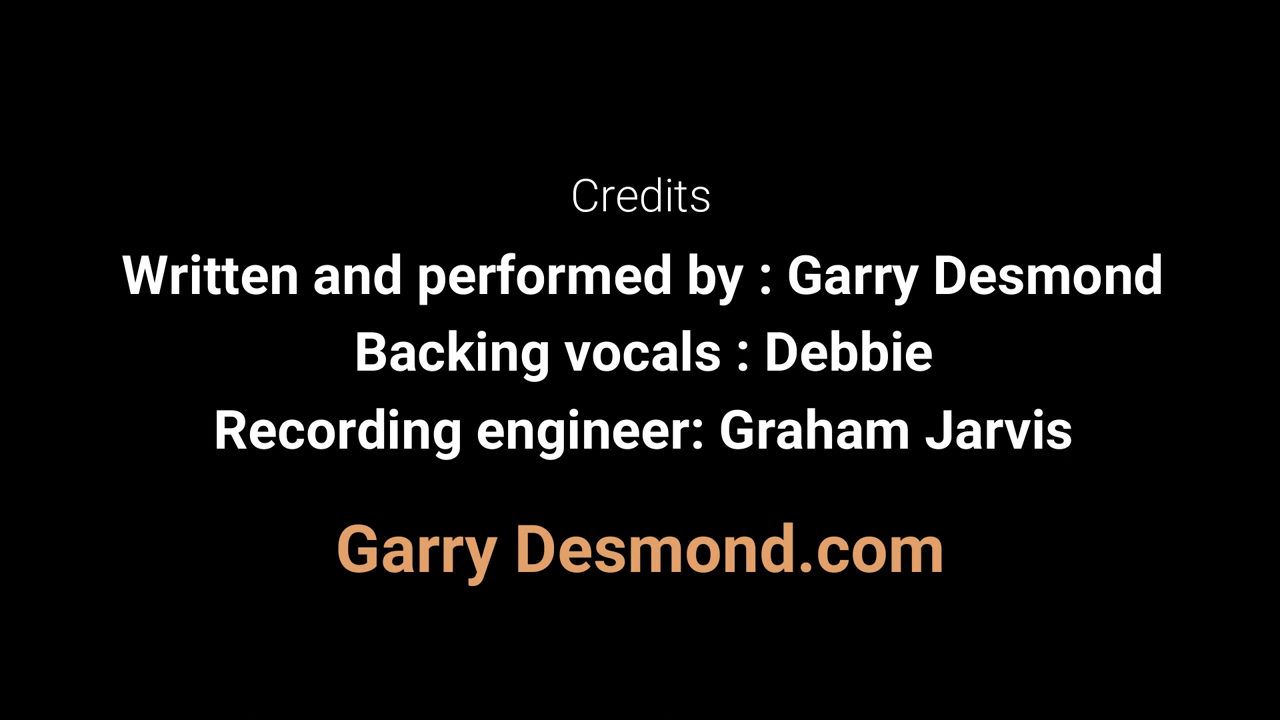 Credits
Written and performed by : Garry Desmond
Backing vocals : Debbie
Recording engineer: Graham Jarvis
Garry Desmond.com